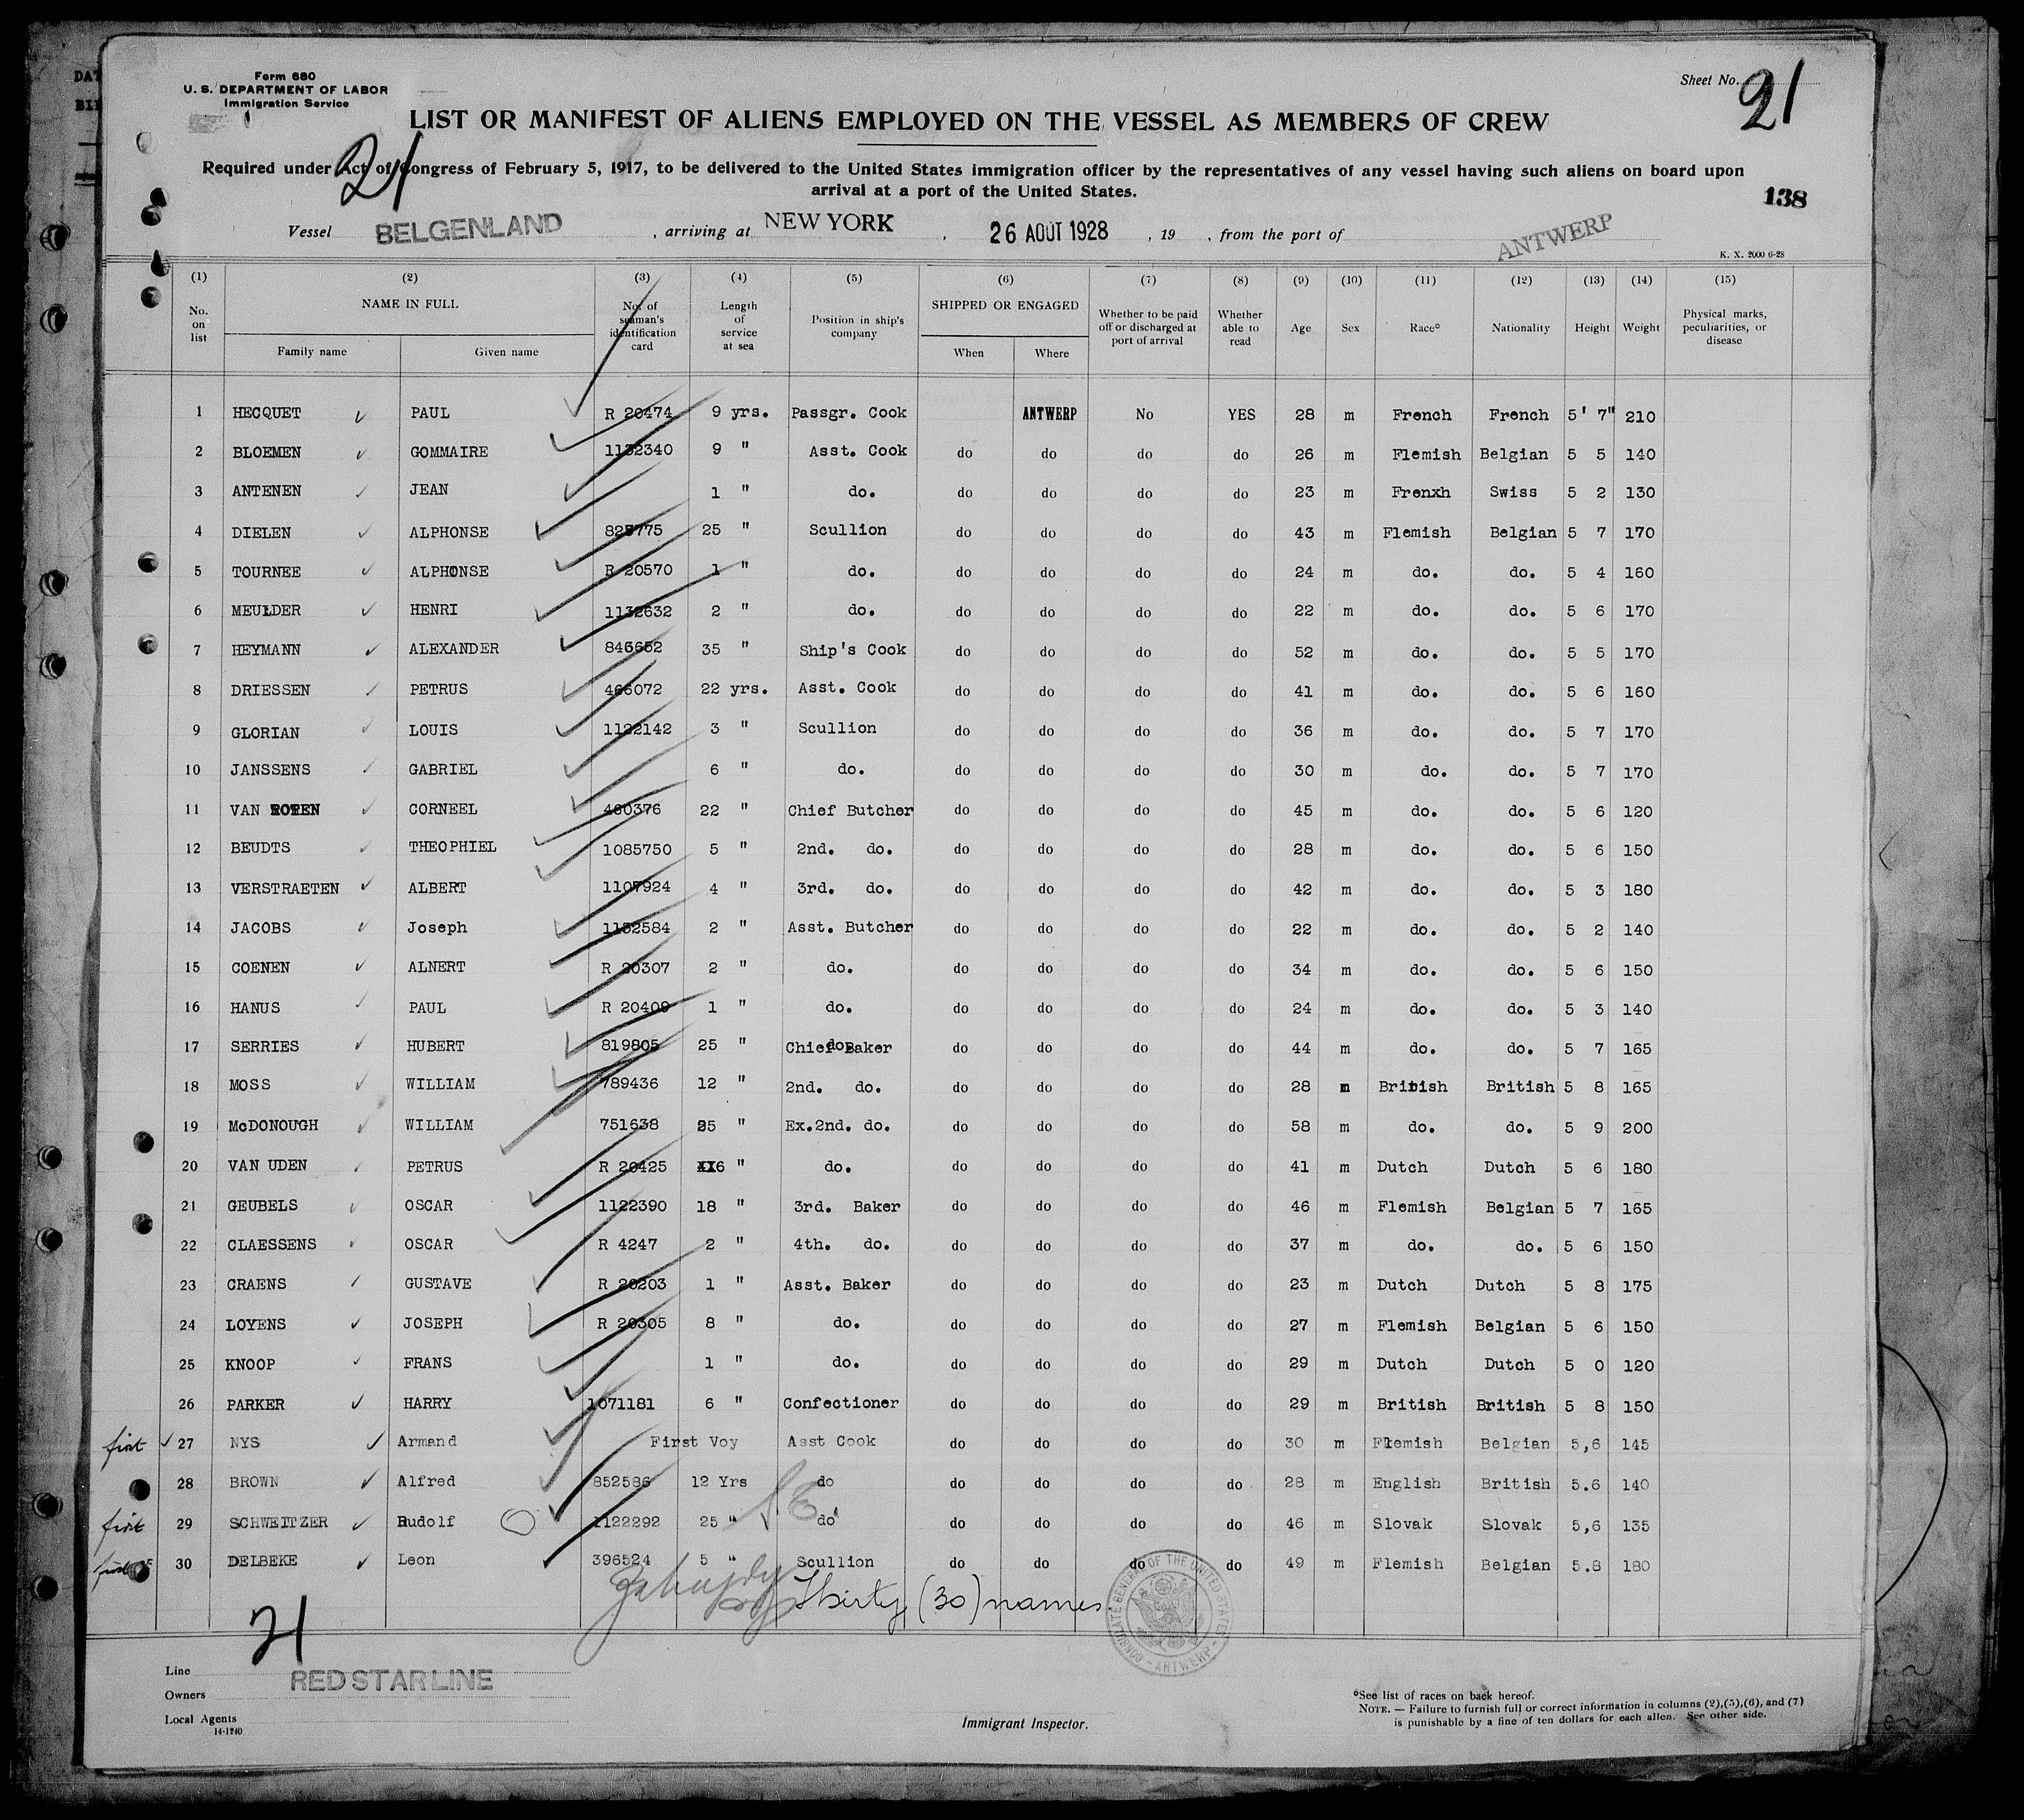 DAT
BI
Form 680
U. S. DEPARTMENT OF LABOR
Immigration Service
Sheet No. 21
LIST OR MANIFEST OF ALIENS EMPLOYED ON THE VESSEL AS MEMBERS OF CREW
21
Required under Act of Congress of February 5, 1917, to be delivered to the United States immigration officer by the representatives of any vessel having such aliens on board upon
arrival at a port of the United States.
138
Vessel BELGENLAND , arriving at NEW YORK , 26 AOUT 1928 , 19 , from the port of ANTWERP
K. X. 2000 6-28
(1) (2) (3) (4) (5) (6) (7) (8) (9) (10) (11) (12) (13) (14) (15)
No. on list NAME IN FULL Family name Given name No. of seaman's identification card Length of service at sea Position in ship's company SHIPPED OR ENGAGED When Where Whether to be paid off or discharged at port of arrival Whether able to read Age Sex Race° Nationality Height Weight Physical marks, peculiarities, or disease
1 HECQUET PAUL R 20474 9 yrs. Passgr. Cook ANTWERP No YES 28 m French French 5' 7" 210
2 BLOEMEN GOMMAIRE 1132340 9 " Asst. Cook do do do do 26 m Flemish Belgian 5 5 140
3 ANTENEN JEAN 1 " do. do do do do 23 m Frenxh Swiss 5 2 130
4 DIELEN ALPHONSE 775 25 " Scullion do do do do 43 m Flemish Belgian 5 7 170
5 TOURNEE ALPHONSE R 20570 1 " do. do do do do 24 m do. do. 5 4 160
6 MEULDER HENRI 1132632 2 " do. do do do do 22 m do. do. 5 6 170
7 HEYMANN ALEXANDER 846652 35 " Ship's Cook do do do do 52 m do. do. 5 5 170
8 DRIESSEN PETRUS 466072 22 yrs. Asst. Cook do do do do 41 m do. do. 5 6 160
9 GLORIAN LOUIS 1122142 3 " Scullion do do do do 36 m do. do. 5 7 170
10 JANSSENS GABRIEL 6 " do. do do do do 30 m do. do. 5 7 170
11 VAN CORNEEL 460376 22 " Chief Butcher do do do do 45 m do. do. 5 6 120
12 BEUDTS THEOPHIEL 1085750 5 " 2nd. do. do do do do 28 m do. do. 5 6 150
13 VERSTRAETEN ALBERT 1107924 4 " 3rd. do. do do do do 42 m do. do. 5 3 180
14 JACOBS Joseph 1132584 2 " Asst. Butcher do do do do 22 m do. do. 5 2 140
15 COENEN ALNERT R 20307 2 " do. do do do do 34 m do. do. 5 6 150
16 HANUS PAUL R 20409 1 " do. do do do do 24 m do. do. 5 3 140
17 SERRIES HUBERT 819805 25 " Chief Baker do do do do 44 m do. do. 5 7 165
18 MOSS WILLIAM 789436 12 " 2nd. do. do do do do 28 m British British 5 8 165
19 McDONOUGH WILLIAM 751638 35 " Ex.2nd. do. do do do do 58 m do. do. 5 9 200
20 VAN UDEN PETRUS R 20425 6 " do. do do do do 41 m Dutch Dutch 5 6 180
21 GEUBELS OSCAR 1122390 18 " 3rd. Baker do do do do 46 m Flemish Belgian 5 7 165
22 CLAESSENS OSCAR R 4247 2 " 4th. do. do do do do 37 m do. do. 5 6 150
23 CRAENS GUSTAVE R 20203 1 " Asst. Baker do do do do 23 m Dutch Dutch 5 8 175
24 LOYENS JOSEPH R 20305 8 " do. do do do do 27 m Flemish Belgian 5 6 150
25 KNOOP FRANS 1 " do. do do do do 29 m Dutch Dutch 5 0 120
26 PARKER HARRY 1071181 6 " Confectioner do do do do 29 m British British 5 8 150
first 27 NYS Armand First Voy Asst Cook do do do do 30 m Flemish Belgian 5,6 145
28 BROWN Alfred 852586 12 Yrs do do do do do 28 m English British 5.6 140
first 29 SCHWEITZER Rudolf 1122292 25 " do do do do do 46 m Slovak Slovak 5,6 135
first 30 DELBEKE Leon 396524 5 " Scullion do do do do 49 m Flemish Belgian 5.8 180
Thirty (30) names
CONSULATE GENERAL OF THE UNITED STATES - ANTWERP -
21
Line RED STAR LINE
Owners
Local Agents
14-1240
Immigrant Inspector.
°See list of races on back hereof.
NOTE. — Failure to furnish full or correct information in columns (2),(5),(6), and (7)
is punishable by a fine of ten dollars for each alien. See other side.